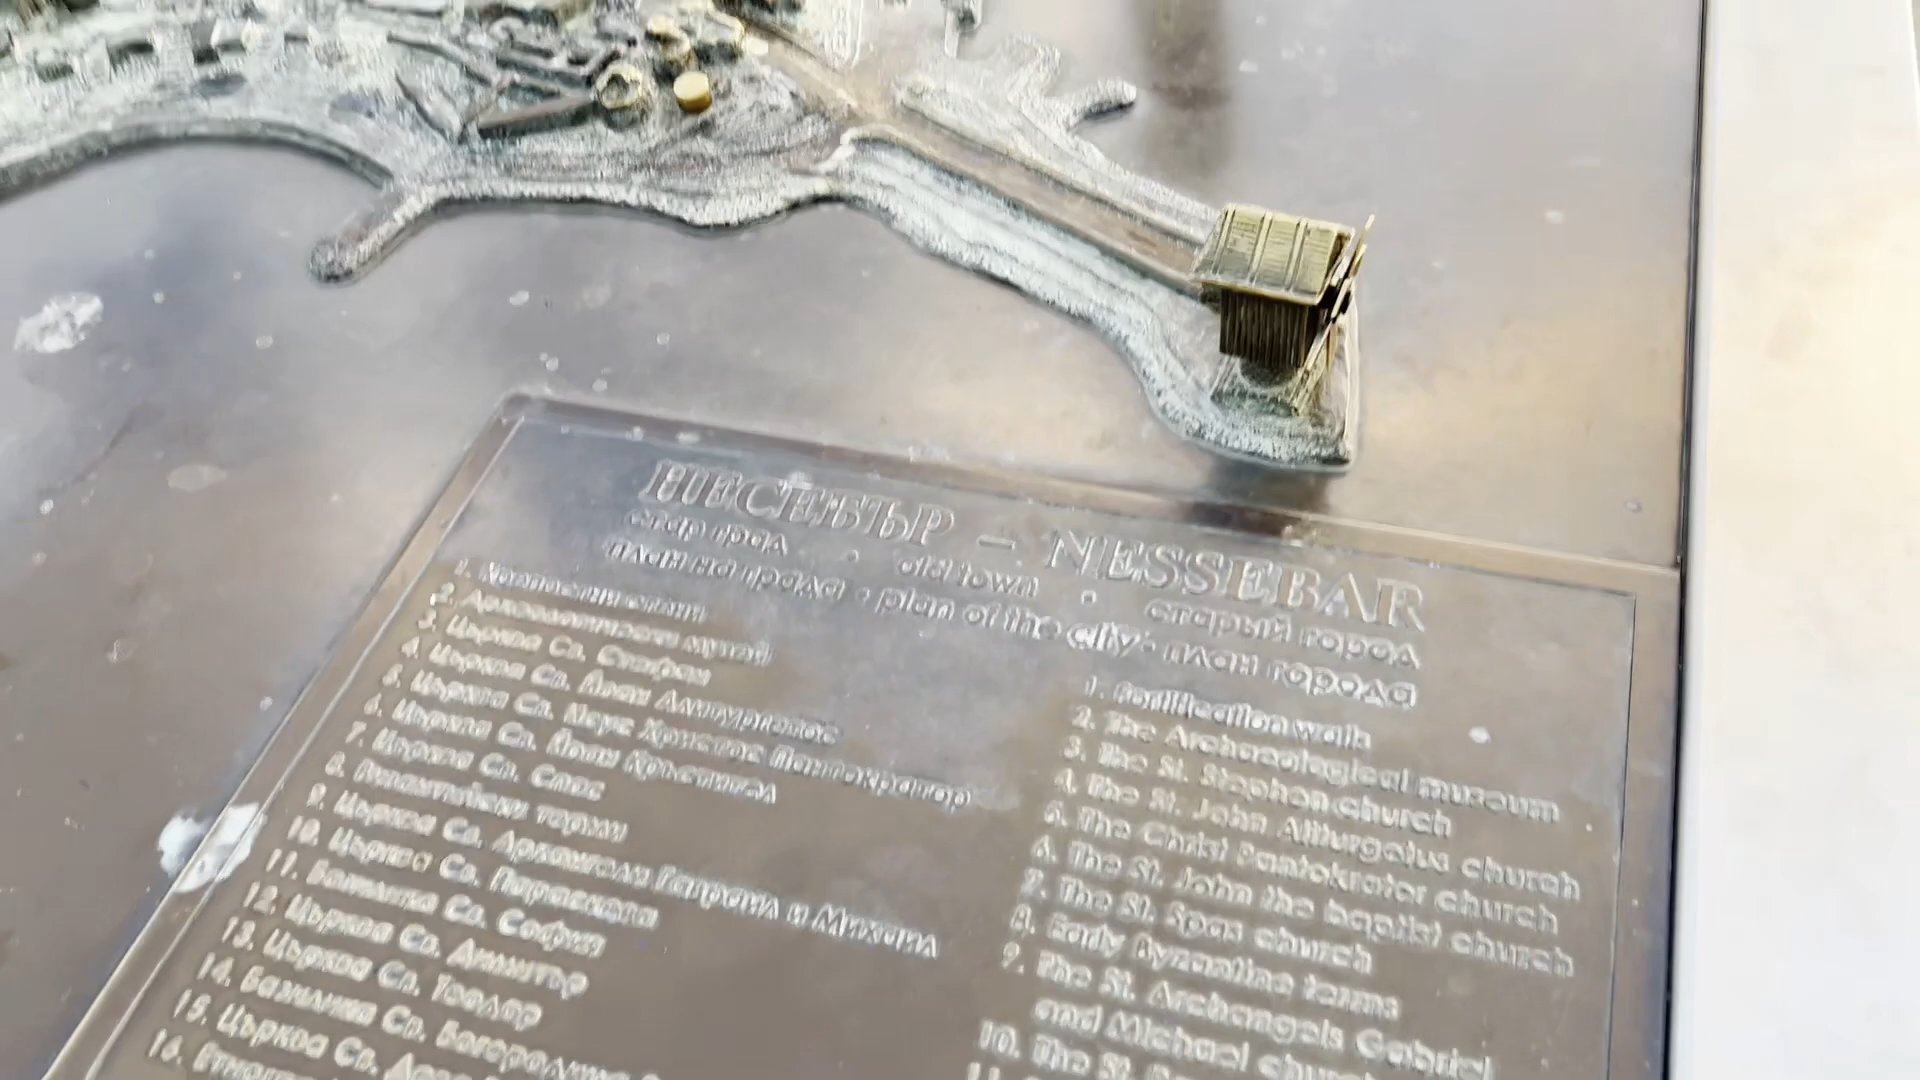 НЕСЕБЪР – NESSEBAR
стар град • old town • старый город
план на града • plan of the city • план города
2. Археологически музей
3. Църква Св. Стефан
4. Църква Св. Йоан Алитургетос
5. Църква Св. Исус Христос Пантократор
6. Църква Св. Йоан Кръстител
7. Църква Св. Спас
8. Византийски терми
9. Църква Св. Архангели Гавраил и Михаил
10. Църква Св. Параскева
11. Базилика Св. София
12. Църква Св. Димитър
13. Църква Св. Тодор
14. Базилика Св.
15. Църква Св.
16.
1. Fortification walls
2. The Archaeological museum
3. The St. Stephen church
4. The St. John Aliturgetus church
5. The Christ Pantokrator church
6. The St. John the baptist church
7. The St. Spas church
8. Early Byzantine terms
9. The St. Archangels Gabriel
and Michael church
10. The St.